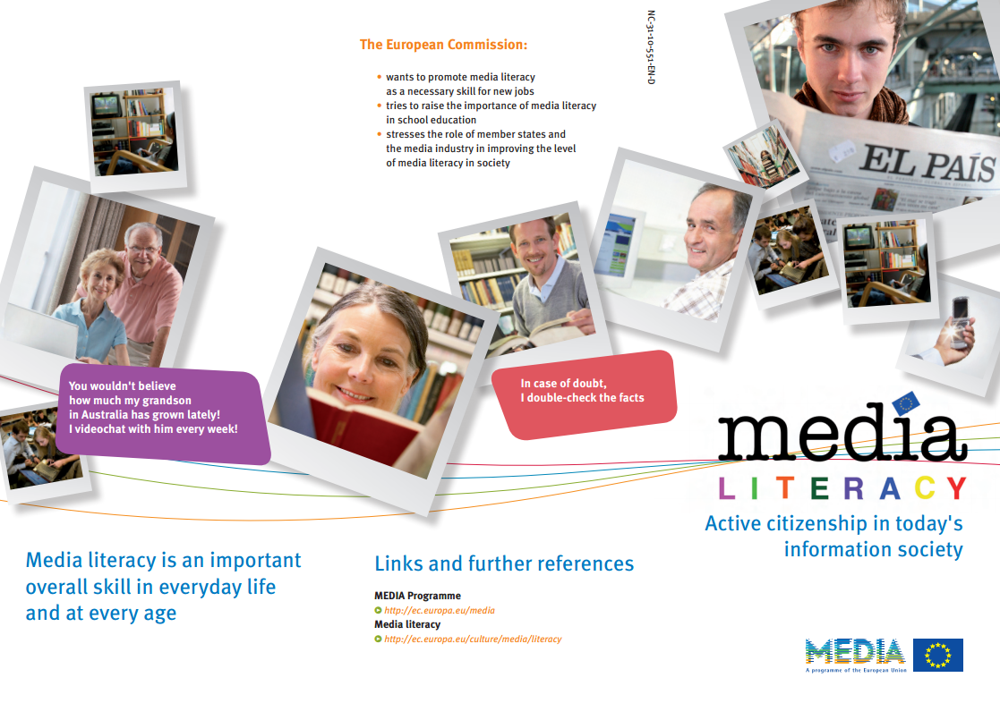 You wouldn't believe
how much my grandson
in Australia has grown lately!
I videochat with him every week!
Media literacy is an important
overall skill in everyday life
and at every age
The European Commission:
• wants to promote media literacy
as a necessary skill for new jobs
• tries to raise the importance of media literacy
in school education
• stresses the role of member states and
the media industry in improving the level
of media literacy in society
In case of doubt,
I double-check the facts
Links and further references
MEDIA Programme
http://ec.europa.eu/media
Media literacy
http://ec.europa.eu/culture/media/literacy
NC-31-10-551-EN-D
EL PAÍS
media
LITERACY
Active citizenship in today's
information society
MEDIA
A programme of the European Union